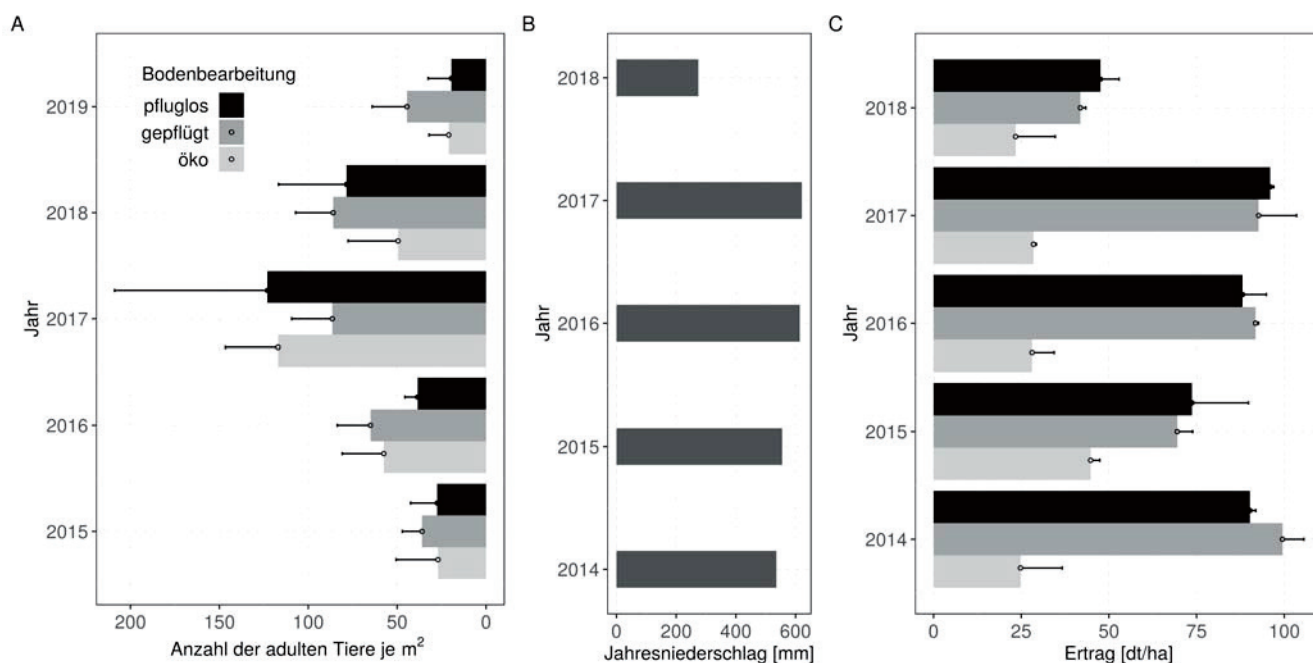 A
Bodenbearbeitung
pfluglos
gepflügt
öko
Jahr
2019
2018
2017
2016
2015
200 150 100 50 0
Anzahl der adulten Tiere je m²
B
Jahr
2018
2017
2016
2015
2014
0 200 400 600
Jahresniederschlag [mm]
C
Jahr
2018
2017
2016
2015
2014
0 25 50 75 100
Ertrag [dt/ha]